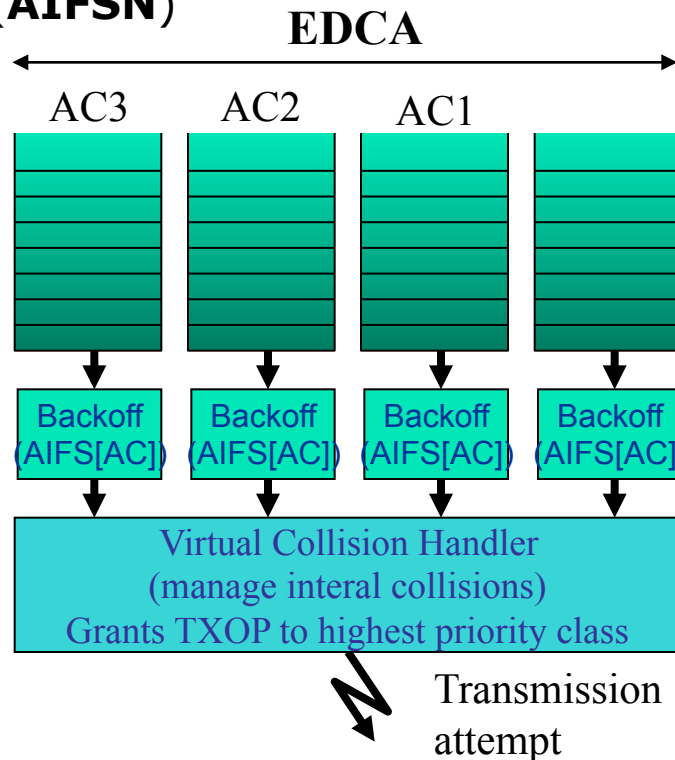 (AIFSN)
EDCA
AC3 AC2 AC1
Backoff Backoff Backoff Backoff
(AIFS[AC]) (AIFS[AC]) (AIFS[AC]) (AIFS[AC]
Virtual Collision Handler
(manage interal collisions)
Grants TXOP to highest priority class
Transmission
attempt